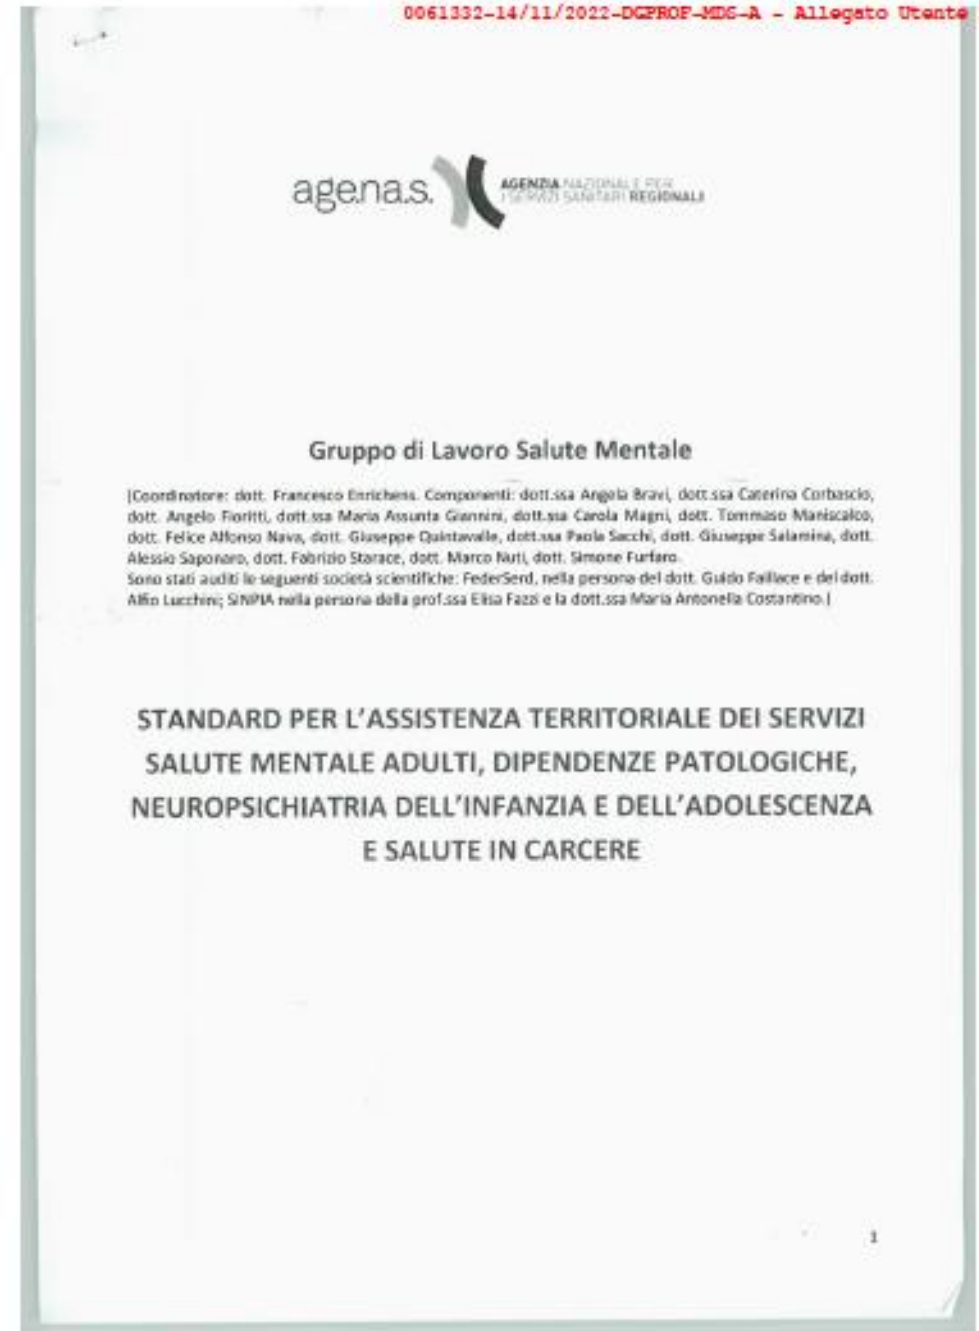 0061332-14/11/2022-DGPROF-MDS-A - Allegato Utente
agenas.
AGENZIA NAZIONALE PER
I SERVIZI SANITARI REGIONALI
Gruppo di Lavoro Salute Mentale
[Coordinatore: dott. Francesco Enrichens. Componenti: dott.ssa Angela Bravi, dott.ssa Caterina Corbascio,
dott. Angelo Fioritti, dott.ssa Maria Assunta Giannini, dott.ssa Carola Magni, dott. Tommaso Maniscalco,
dott. Felice Alfonso Nava, dott. Giuseppe Quintavalle, dott.ssa Paola Sacchi, dott. Giuseppe Salamina, dott.
Alessio Saponaro, dott. Fabrizio Starace, dott. Marco Nuti, dott. Simone Furfaro.
Sono stati auditi le seguenti società scientifiche: FederSerd, nella persona del dott. Guido Faillace e del dott.
Alfio Lucchini; SINPIA nella persona della prof.ssa Elisa Fazzi e la dott.ssa Maria Antonella Costantino.]
STANDARD PER L'ASSISTENZA TERRITORIALE DEI SERVIZI
SALUTE MENTALE ADULTI, DIPENDENZE PATOLOGICHE,
NEUROPSICHIATRIA DELL'INFANZIA E DELL'ADOLESCENZA
E SALUTE IN CARCERE
1